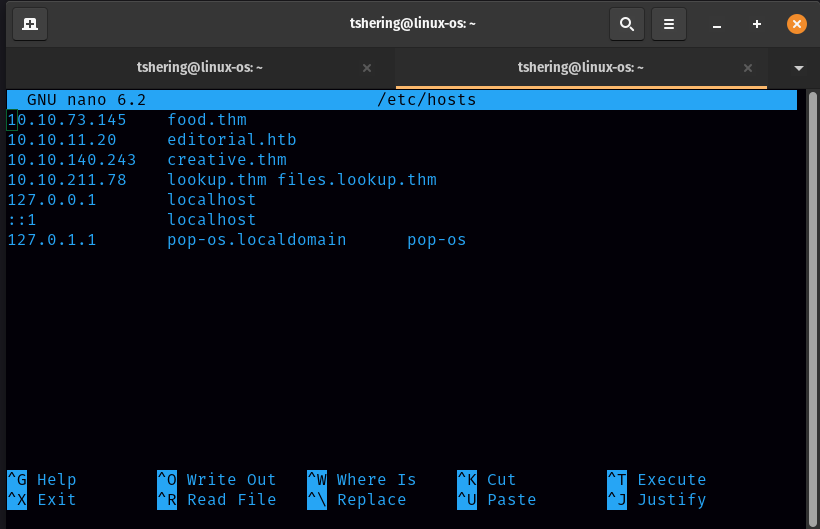 tshering@linux-os: ~
tshering@linux-os: ~ × tshering@linux-os: ~ ×
GNU nano 6.2 /etc/hosts
10.10.73.145 food.thm
10.10.11.20 editorial.htb
10.10.140.243 creative.thm
10.10.211.78 lookup.thm files.lookup.thm
127.0.0.1 localhost
::1 localhost
127.0.1.1 pop-os.localdomain pop-os
^G Help ^O Write Out ^W Where Is ^K Cut ^T Execute
^X Exit ^R Read File ^\ Replace ^U Paste ^J Justify